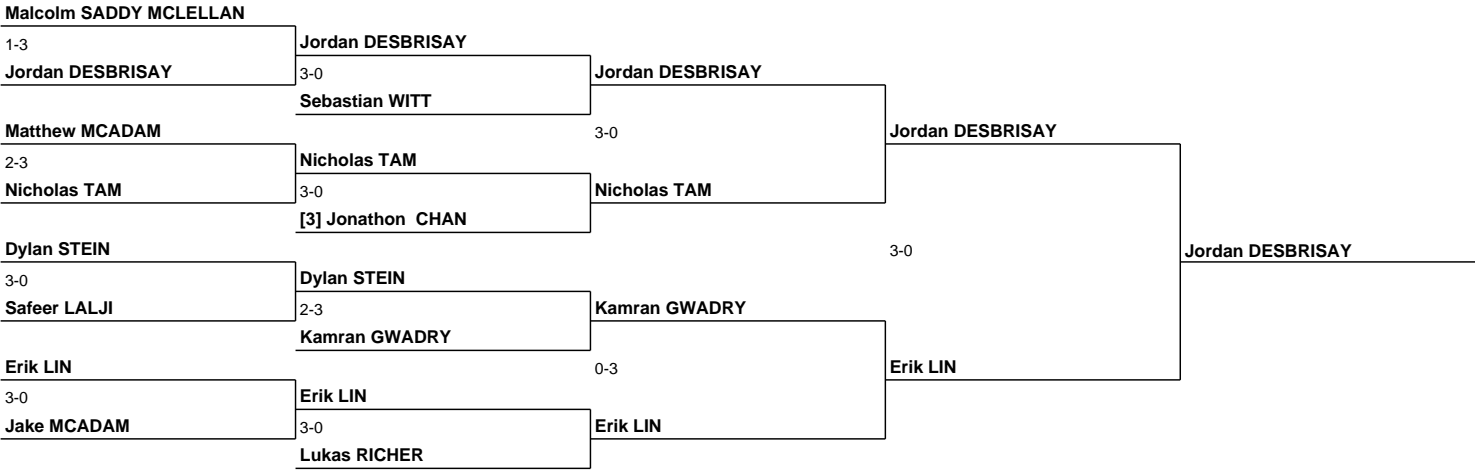 Malcolm SADDY MCLELLAN
1-3
Jordan DESBRISAY
Jordan DESBRISAY
3-0
Jordan DESBRISAY
Sebastian WITT
Matthew MCADAM
3-0
Jordan DESBRISAY
2-3
Nicholas TAM
Nicholas TAM
3-0
Nicholas TAM
[3] Jonathon  CHAN
Dylan STEIN
3-0
Jordan DESBRISAY
3-0
Dylan STEIN
Safeer LALJI
2-3
Kamran GWADRY
Kamran GWADRY
Erik LIN
0-3
Erik LIN
3-0
Erik LIN
Jake MCADAM
3-0
Erik LIN
Lukas RICHER